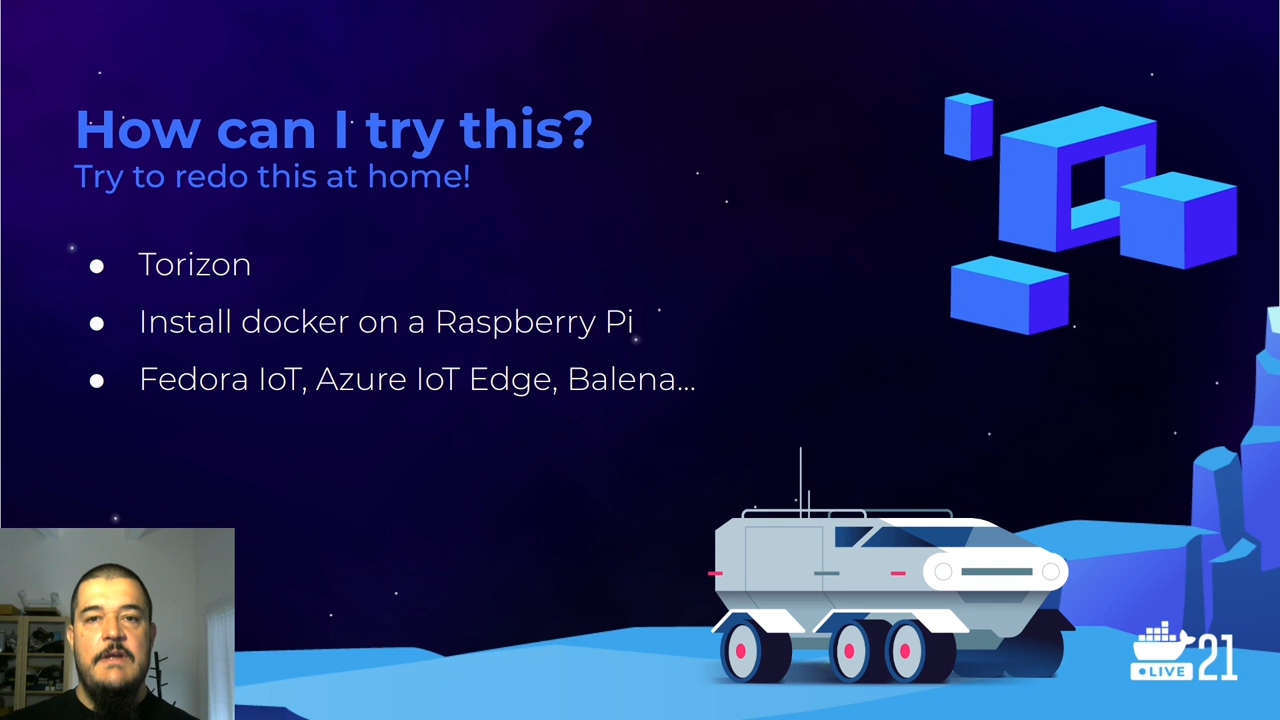 How can I try this?
Try to redo this at home!
● Torizon
● Install docker on a Raspberry Pi
● Fedora IoT, Azure IoT Edge, Balena...
LIVE 21